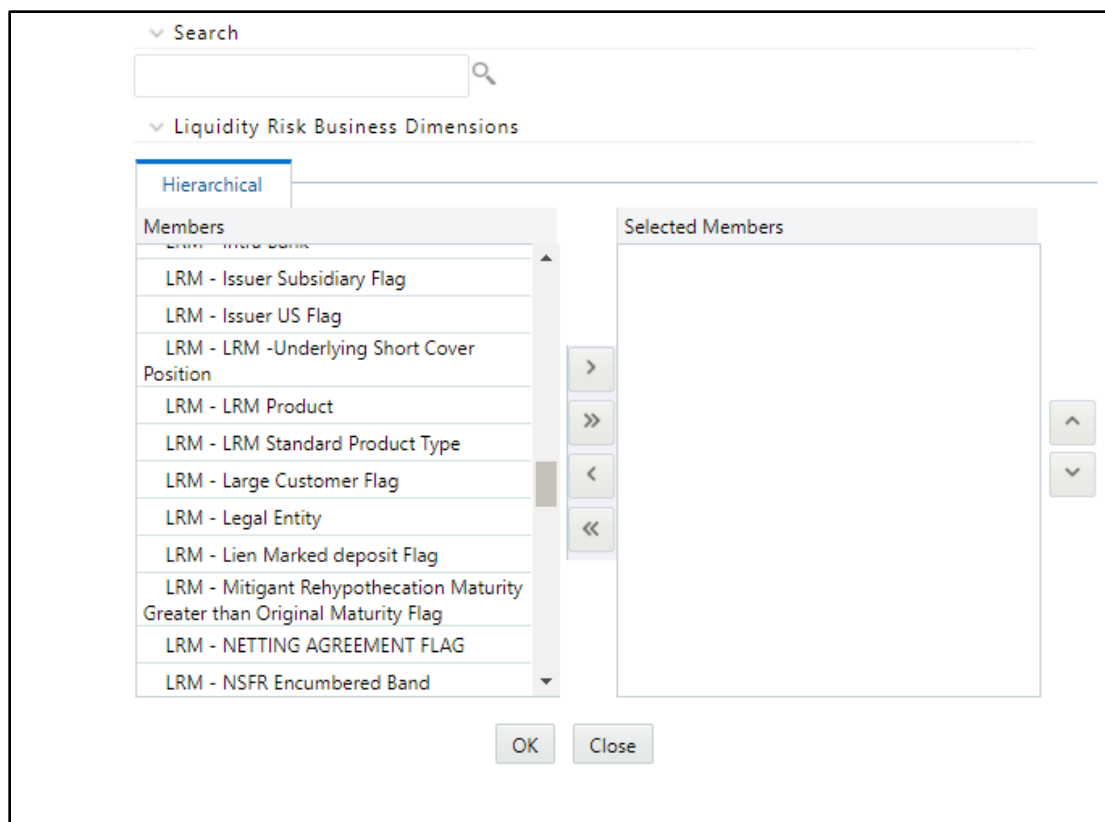 Search
Liquidity Risk Business Dimensions
Hierarchical
Members
Selected Members
LRM - Intra Bank
LRM - Issuer Subsidiary Flag
LRM - Issuer US Flag
LRM - LRM -Underlying Short Cover
Position
LRM - LRM Product
LRM - LRM Standard Product Type
LRM - Large Customer Flag
LRM - Legal Entity
LRM - Lien Marked deposit Flag
LRM - Mitigant Rehypothecation Maturity
Greater than Original Maturity Flag
LRM - NETTING AGREEMENT FLAG
LRM - NSFR Encumbered Band
OK
Close